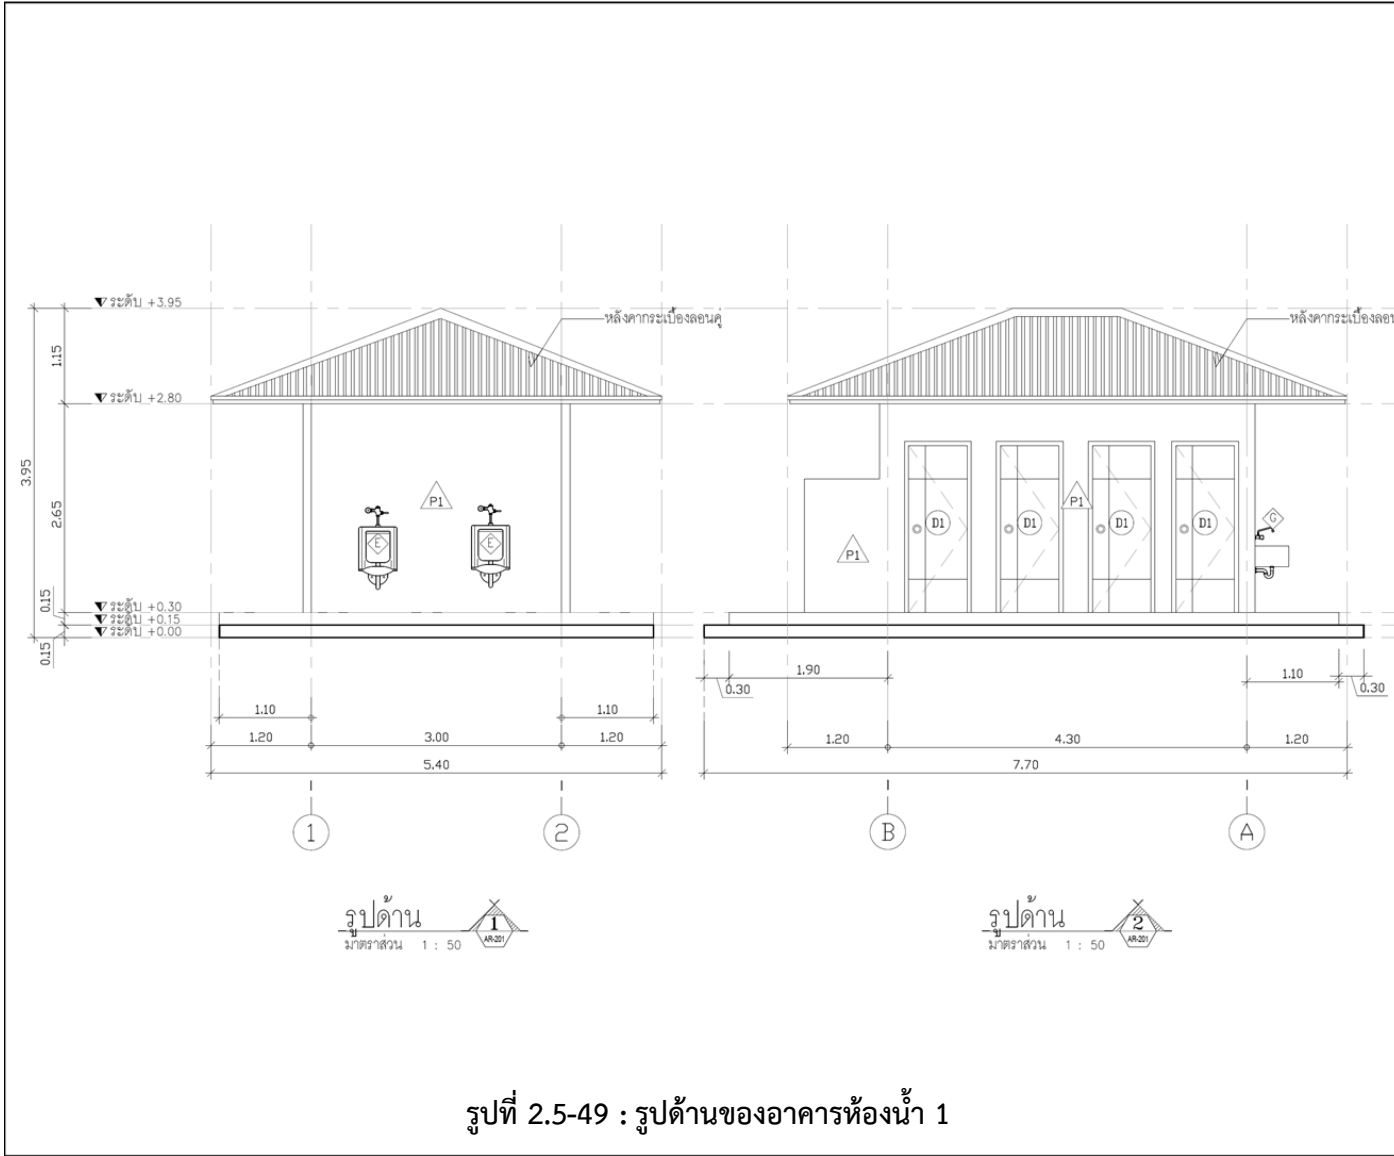 ระดับ +3.95
หลังคากระเบื้องลอนคู่
1.15
ระดับ +2.80
3.95
2.65
P1
E
E
0.15
ระดับ +0.30
ระดับ +0.15
ระดับ +0.00
0.15
1.10
1.10
1.20
3.00
1.20
5.40
1
2
รูปด้าน
1
มาตราส่วน 1 : 50
AR-201
หลังคากระเบื้องลอน
P1
D1
D1
D1
D1
G
P1
1.90
0.30
1.10
0.30
1.20
4.30
1.20
7.70
B
A
รูปด้าน
2
มาตราส่วน 1 : 50
AR-201
รูปที่ 2.5-49 : รูปด้านของอาคารห้องน้ำ 1